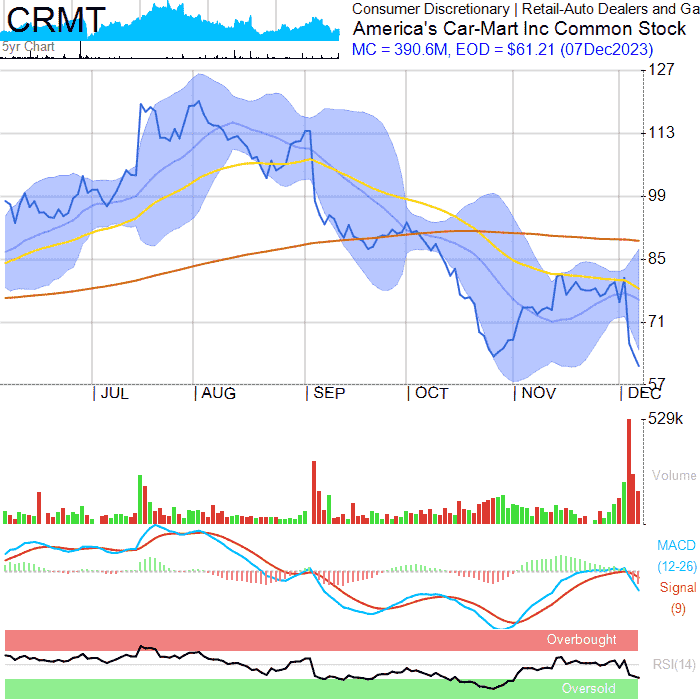 CRMT
5yr Chart
Consumer Discretionary | Retail-Auto Dealers and Ga
America's Car-Mart Inc Common Stock
MC = 390.6M, EOD = $61.21 (07Dec2023)
127
113
99
85
71
57
JUL AUG SEP OCT NOV DEC
529k
Volume
MACD
(12-26)
Signal
(9)
Overbought
RSI(14)
Oversold